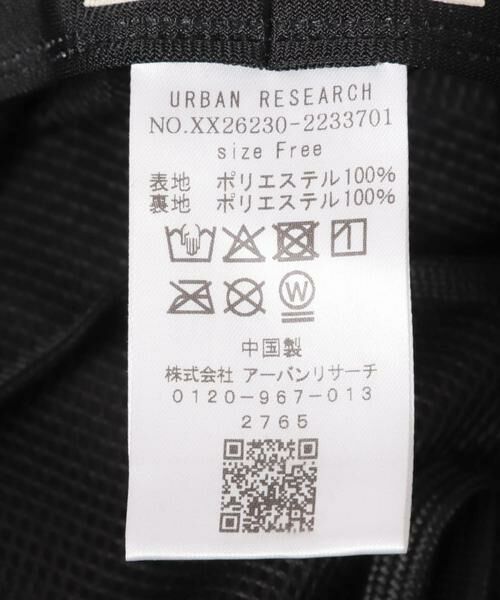 URBAN RESEARCH
NO.XX26230-2233701
size Free
表地 ポリエステル100%
裏地 ポリエステル100%
W
中国製
株式会社 アーバンリサーチ
0120-967-013
2765